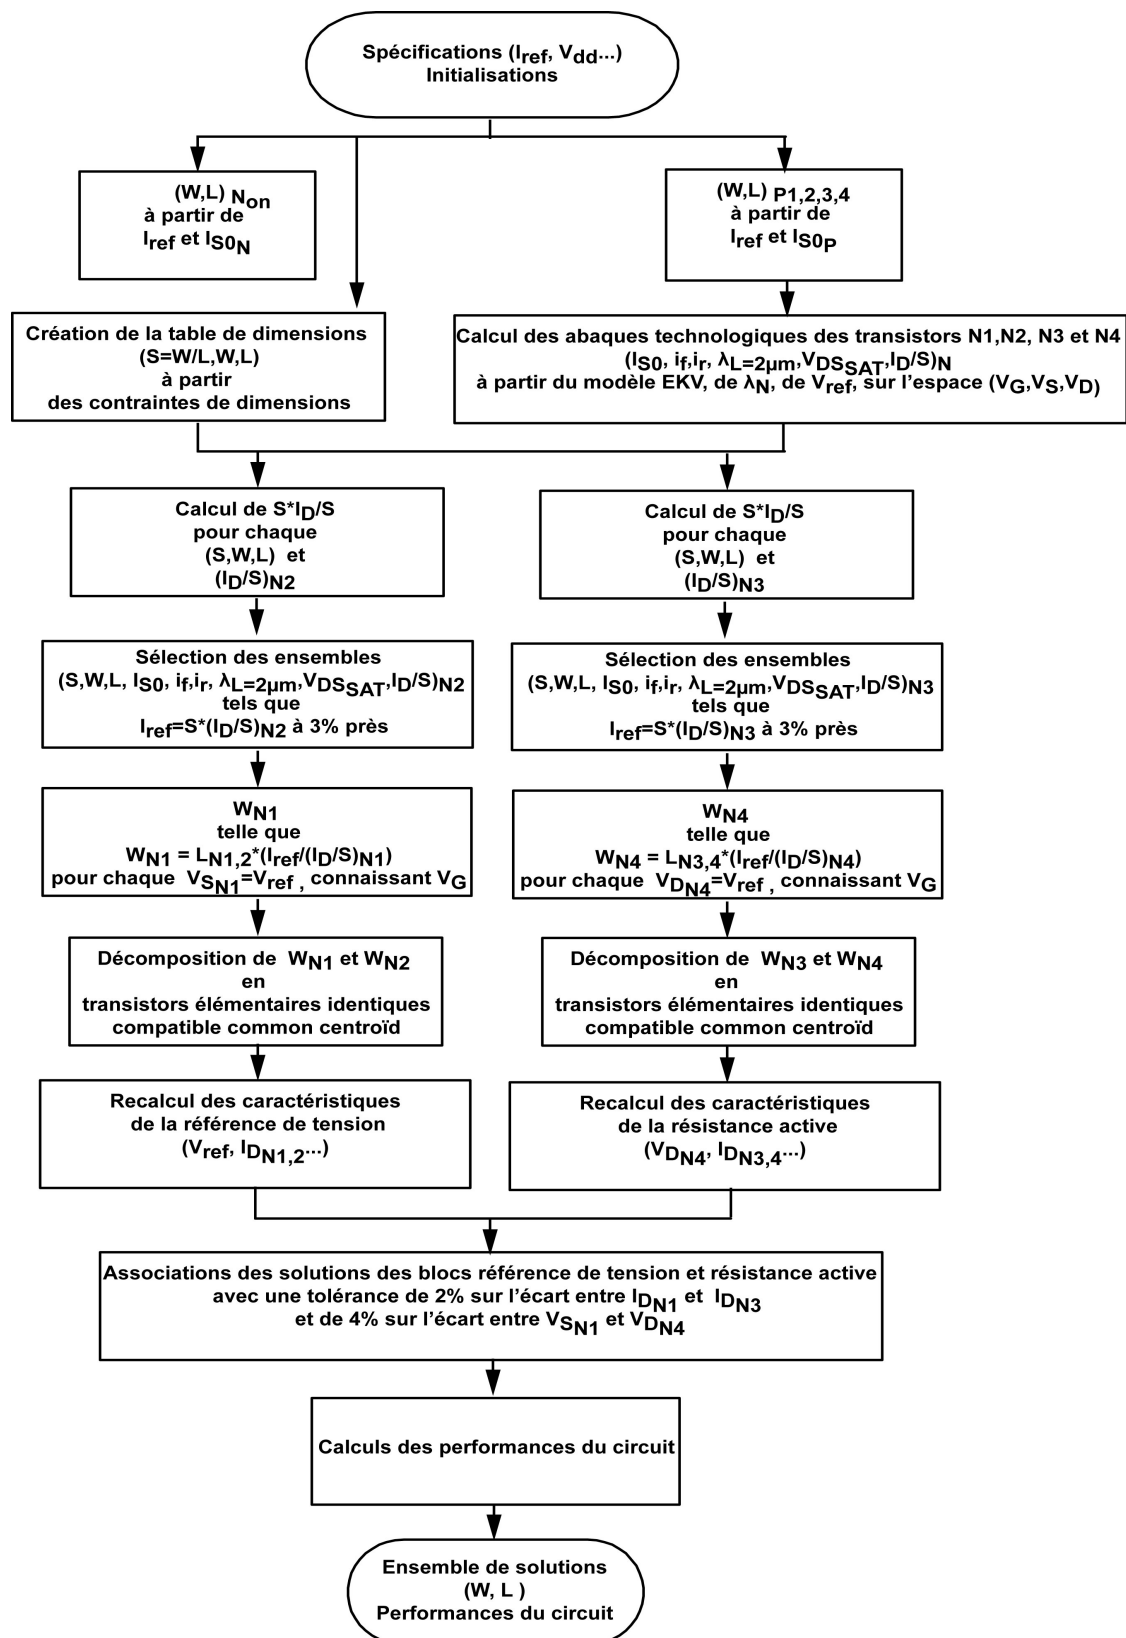 Spécifications (Iref, Vdd...)
Initialisations
(W,L) Non
à partir de
Iref et IS0N
(W,L) P1,2,3,4
à partir de
Iref et IS0P
Création de la table de dimensions
(S=W/L,W,L)
à partir
des contraintes de dimensions
Calcul des abaques technologiques des transistors N1,N2, N3 et N4
(IS0, if,ir, λL=2µm,VDSSAT,ID/S)N
à partir du modèle EKV, de λN, de Vref, sur l'espace (VG,VS,VD)
Calcul de S*ID/S
pour chaque
(S,W,L) et
(ID/S)N2
Calcul de S*ID/S
pour chaque
(S,W,L) et
(ID/S)N3
Sélection des ensembles
(S,W,L, IS0, if,ir, λL=2µm,VDSSAT,ID/S)N2
tels que
Iref=S*(ID/S)N2 à 3% près
Sélection des ensembles
(S,W,L, IS0, if,ir, λL=2µm,VDSSAT,ID/S)N3
tels que
Iref=S*(ID/S)N3 à 3% près
WN1
telle que
WN1 = LN1,2*(Iref/(ID/S)N1)
pour chaque VSN1=Vref , connaissant VG
WN4
telle que
WN4 = LN3,4*(Iref/(ID/S)N4)
pour chaque VDN4=Vref , connaissant VG
Décomposition de WN1 et WN2
en
transistors élémentaires identiques
compatible common centroïd
Décomposition de WN3 et WN4
en
transistors élémentaires identiques
compatible common centroïd
Recalcul des caractéristiques
de la référence de tension
(Vref, IDN1,2...)
Recalcul des caractéristiques
de la résistance active
(VDN4, IDN3,4...)
Associations des solutions des blocs référence de tension et résistance active
avec une tolérance de 2% sur l'écart entre IDN1 et IDN3
et de 4% sur l'écart entre VSN1 et VDN4
Calculs des performances du circuit
Ensemble de solutions
(W, L )
Performances du circuit